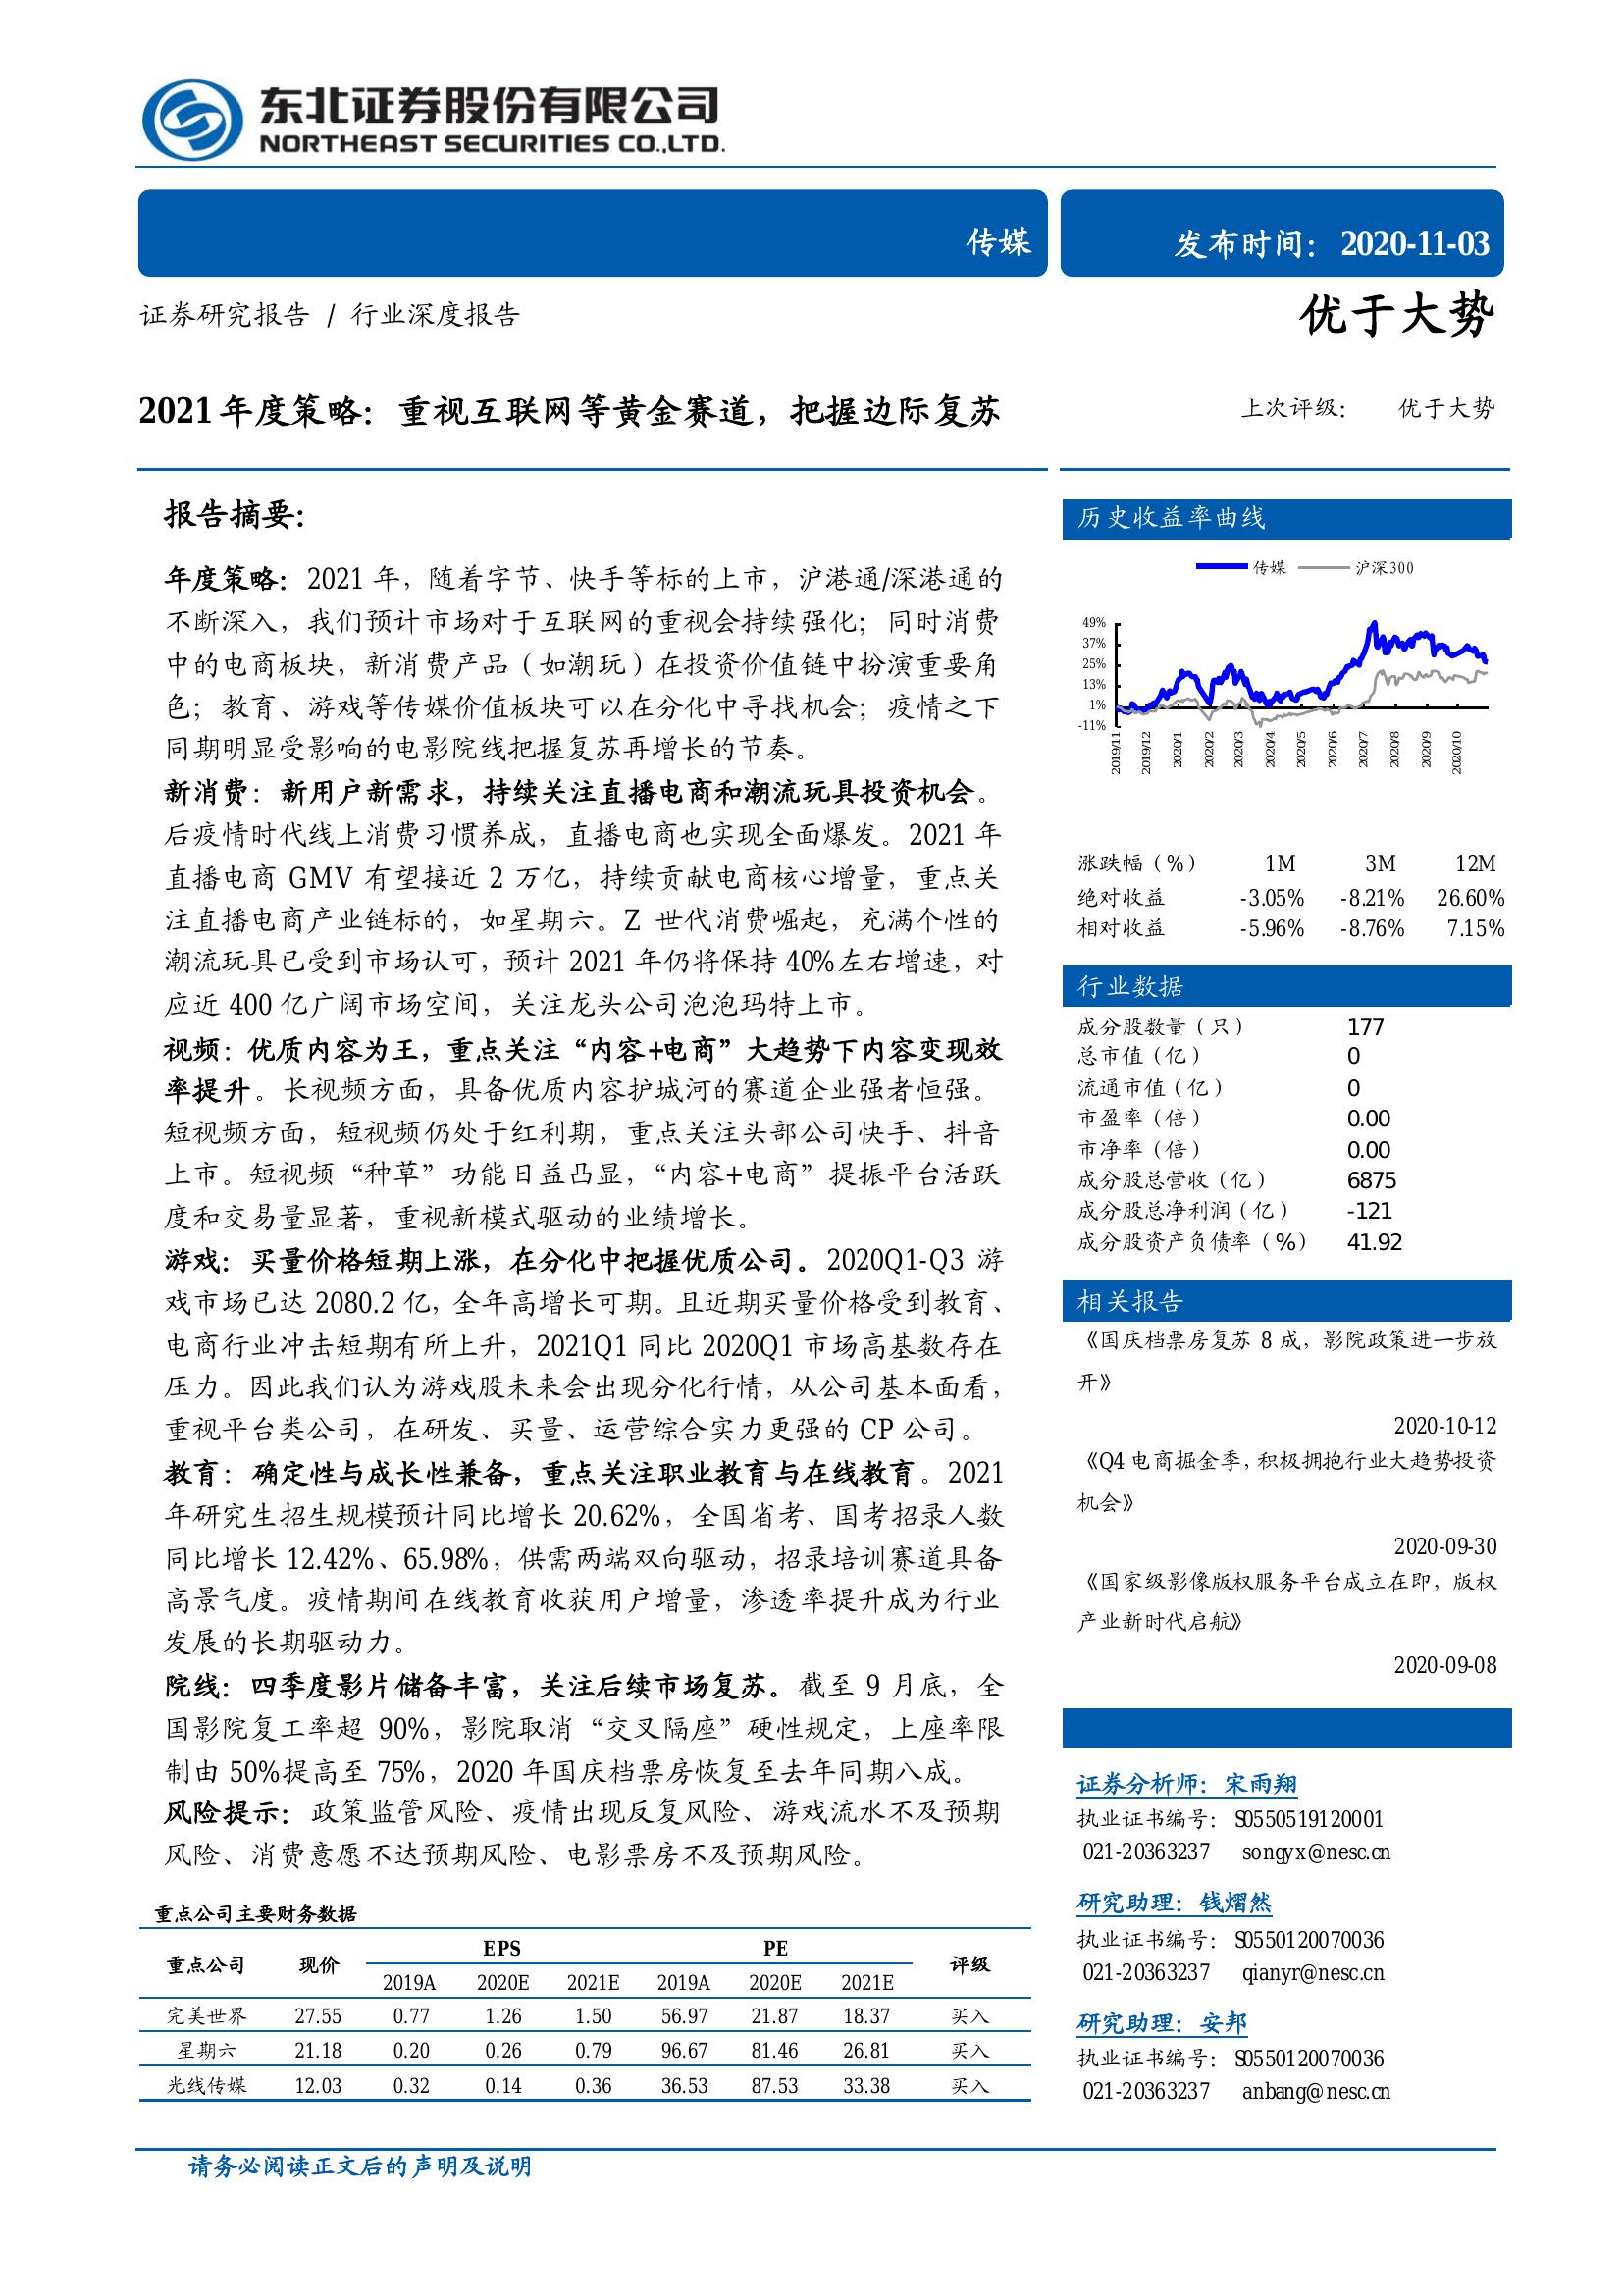 东北证券股份有限公司
NORTHEAST SECURITIES CO.,LTD.
传媒
发布时间：2020-11-03
证券研究报告 / 行业深度报告
优于大势
2021 年度策略：重视互联网等黄金赛道，把握边际复苏
上次评级： 优于大势
报告摘要：
年度策略：2021 年，随着字节、快手等标的上市，沪港通/深港通的
不断深入，我们预计市场对于互联网的重视会持续强化；同时消费
中的电商板块，新消费产品（如潮玩）在投资价值链中扮演重要角
色；教育、游戏等传媒价值板块可以在分化中寻找机会；疫情之下
同期明显受影响的电影院线把握复苏再增长的节奏。
新消费：新用户新需求，持续关注直播电商和潮流玩具投资机会。
后疫情时代线上消费习惯养成，直播电商也实现全面爆发。2021 年
直播电商 GMV 有望接近 2 万亿，持续贡献电商核心增量，重点关
注直播电商产业链标的，如星期六。Z 世代消费崛起，充满个性的
潮流玩具已受到市场认可，预计 2021 年仍将保持 40%左右增速，对
应近 400 亿广阔市场空间，关注龙头公司泡泡玛特上市。
视频：优质内容为王，重点关注“内容+电商”大趋势下内容变现效
率提升。长视频方面，具备优质内容护城河的赛道企业强者恒强。
短视频方面，短视频仍处于红利期，重点关注头部公司快手、抖音
上市。短视频“种草”功能日益凸显，“内容+电商”提振平台活跃
度和交易量显著，重视新模式驱动的业绩增长。
游戏：买量价格短期上涨，在分化中把握优质公司。2020Q1-Q3 游
戏市场已达 2080.2 亿，全年高增长可期。且近期买量价格受到教育、
电商行业冲击短期有所上升，2021Q1 同比 2020Q1 市场高基数存在
压力。因此我们认为游戏股未来会出现分化行情，从公司基本面看，
重视平台类公司，在研发、买量、运营综合实力更强的 CP 公司。
教育：确定性与成长性兼备，重点关注职业教育与在线教育。2021
年研究生招生规模预计同比增长 20.62%，全国省考、国考招录人数
同比增长 12.42%、65.98%，供需两端双向驱动，招录培训赛道具备
高景气度。疫情期间在线教育收获用户增量，渗透率提升成为行业
发展的长期驱动力。
院线：四季度影片储备丰富，关注后续市场复苏。截至 9 月底，全
国影院复工率超 90%，影院取消“交叉隔座”硬性规定，上座率限
制由 50%提高至 75%，2020 年国庆档票房恢复至去年同期八成。
风险提示：政策监管风险、疫情出现反复风险、游戏流水不及预期
风险、消费意愿不达预期风险、电影票房不及预期风险。
重点公司主要财务数据
重点公司 现价 EPS PE 评级
2019A 2020E 2021E 2019A 2020E 2021E
完美世界 27.55 0.77 1.26 1.50 56.97 21.87 18.37 买入
星期六 21.18 0.20 0.26 0.79 96.67 81.46 26.81 买入
光线传媒 12.03 0.32 0.14 0.36 36.53 87.53 33.38 买入
历史收益率曲线
传媒 沪深300
49%
37%
25%
13%
1%
-11%
2019/11 2019/12 2020/1 2020/2 2020/3 2020/4 2020/5 2020/6 2020/7 2020/8 2020/9 2020/10
涨跌幅（%） 1M 3M 12M
绝对收益 -3.05% -8.21% 26.60%
相对收益 -5.96% -8.76% 7.15%
行业数据
成分股数量（只） 177
总市值（亿） 0
流通市值（亿） 0
市盈率（倍） 0.00
市净率（倍） 0.00
成分股总营收（亿） 6875
成分股总净利润（亿） -121
成分股资产负债率（%） 41.92
相关报告
《国庆档票房复苏 8 成，影院政策进一步放
开》
2020-10-12
《Q4 电商掘金季，积极拥抱行业大趋势投资
机会》
2020-09-30
《国家级影像版权服务平台成立在即，版权
产业新时代启航》
2020-09-08
证券分析师：宋雨翔
执业证书编号：S0550519120001
021-20363237 songyx@nesc.cn
研究助理：钱熠然
执业证书编号：S0550120070036
021-20363237 qianyr@nesc.cn
研究助理：安邦
执业证书编号：S0550120070036
021-20363237 anbang@nesc.cn
请务必阅读正文后的声明及说明